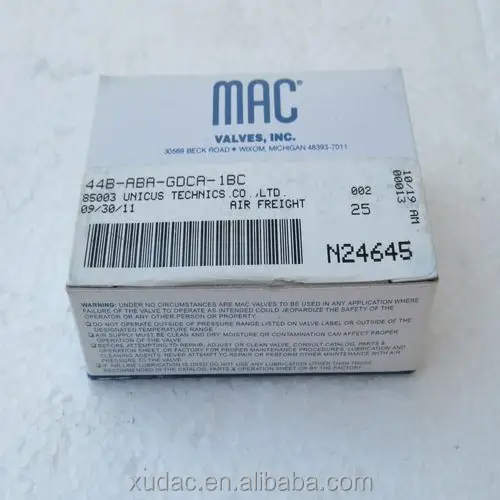 MAC
VALVES, INC.
30569 BECK ROAD • WIXOM, MICHIGAN 48393-7011
44B-ABA-GDCA-1BC
85003 UNICUS TECHNICS.CO.,LTD.
09/30/11 AIR FREIGHT
002
25
10/19 AM
00013
N24645
WARNING: UNDER NO CIRCUMSTANCES ARE MAC VALVES TO BE USED IN ANY APPLICATION WHERE
FAILURE OF THE VALVE TO OPERATE AS INTENDED COULD JEOPARDIZE THE SAFETY OF THE
OPERATOR OR ANY OTHER PERSON OR PROPERTY.
DO NOT OPERATE OUTSIDE OF PRESSURE RANGE LISTED ON VALVE LABEL OR OUTSIDE OF THE
DESIGNATED TEMPERATURE RANGE
AIR SUPPLY MUST BE CLEAN AND DRY MOISTURE OR CONTAMINATION CAN AFFECT PROPER
OPERATION OF THE VALVE
BEFORE ATTEMPTING TO REPAIR, ADJUST OR CLEAN VALVE, CONSULT CATALOG, PARTS &
OPERATION SHEET OR FACTORY FOR PROPER MAINTENANCE PROCEDURES, LUBRICATION AND
CLEANING AGENTS. NEVER ATTEMPT TO REPAIR OR PERFORM OTHER MAINTENANCE WITH AIR
PRESSURE TO THE VALVE
IF AIR LINE LUBRICATION IS USED DO NOT USE ANY LUBRICATION OTHER THAN THOSE
RECOMMENDED IN THE CATALOG, PARTS & OPERATION SHEET OR BY THE FACTORY.
xudac.en.alibaba.com